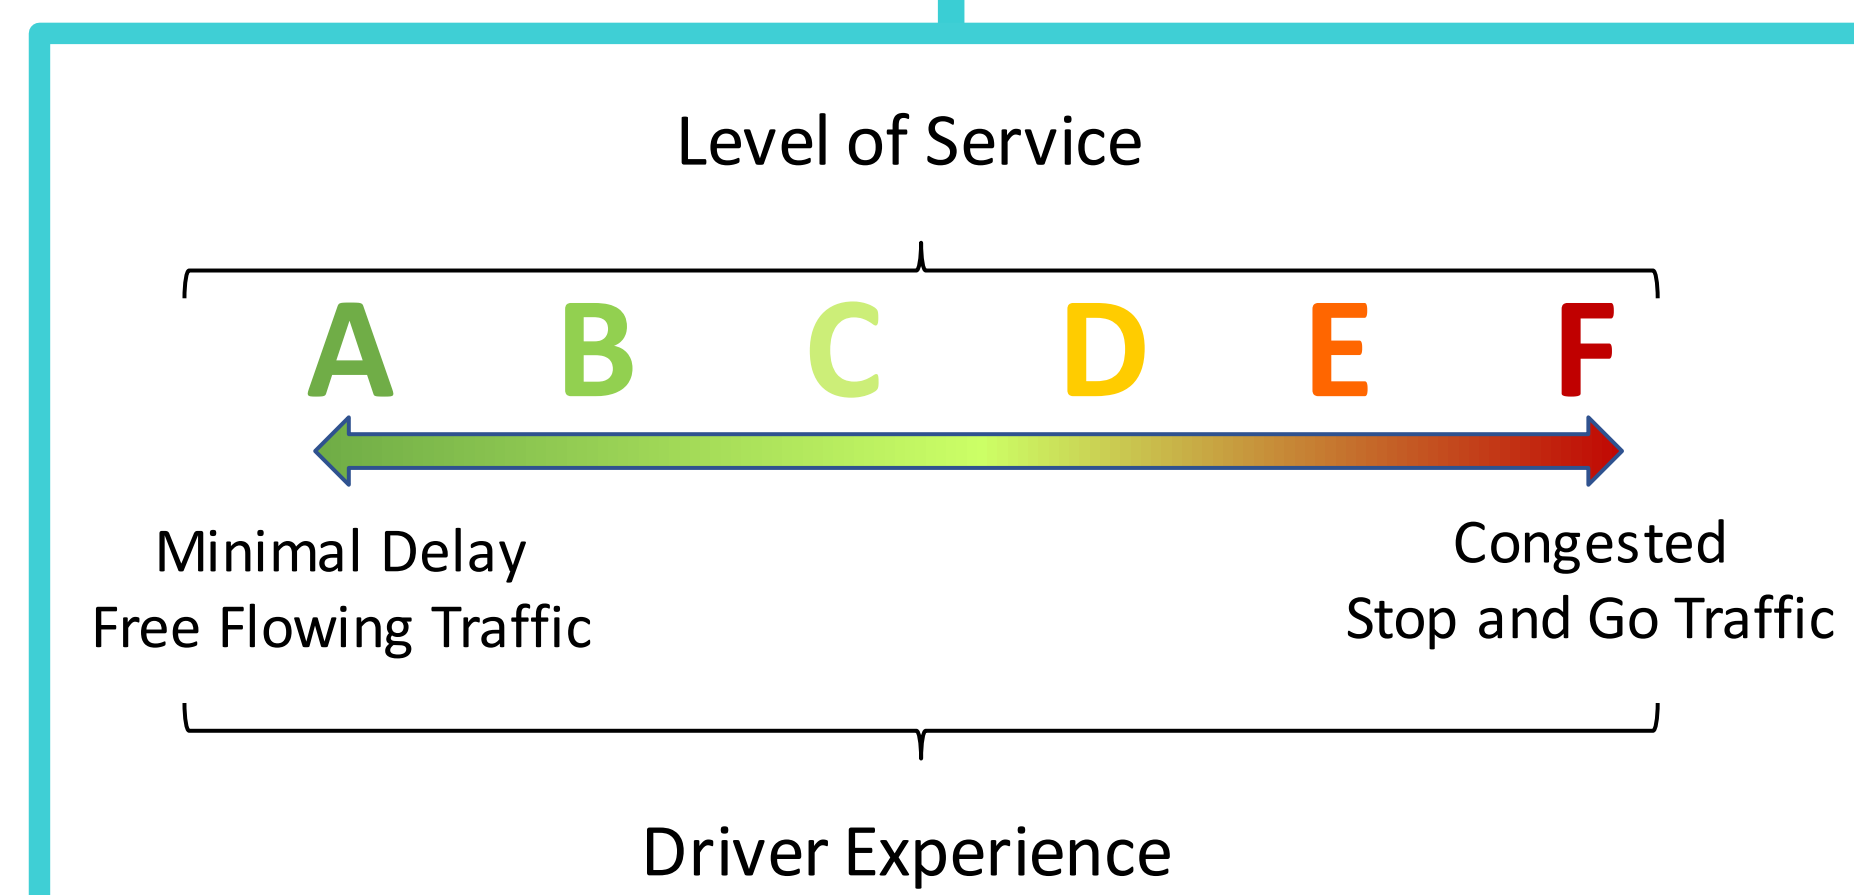 Level of Service
A B C D E F
Minimal Delay
Free Flowing Traffic
Congested
Stop and Go Traffic
Driver Experience